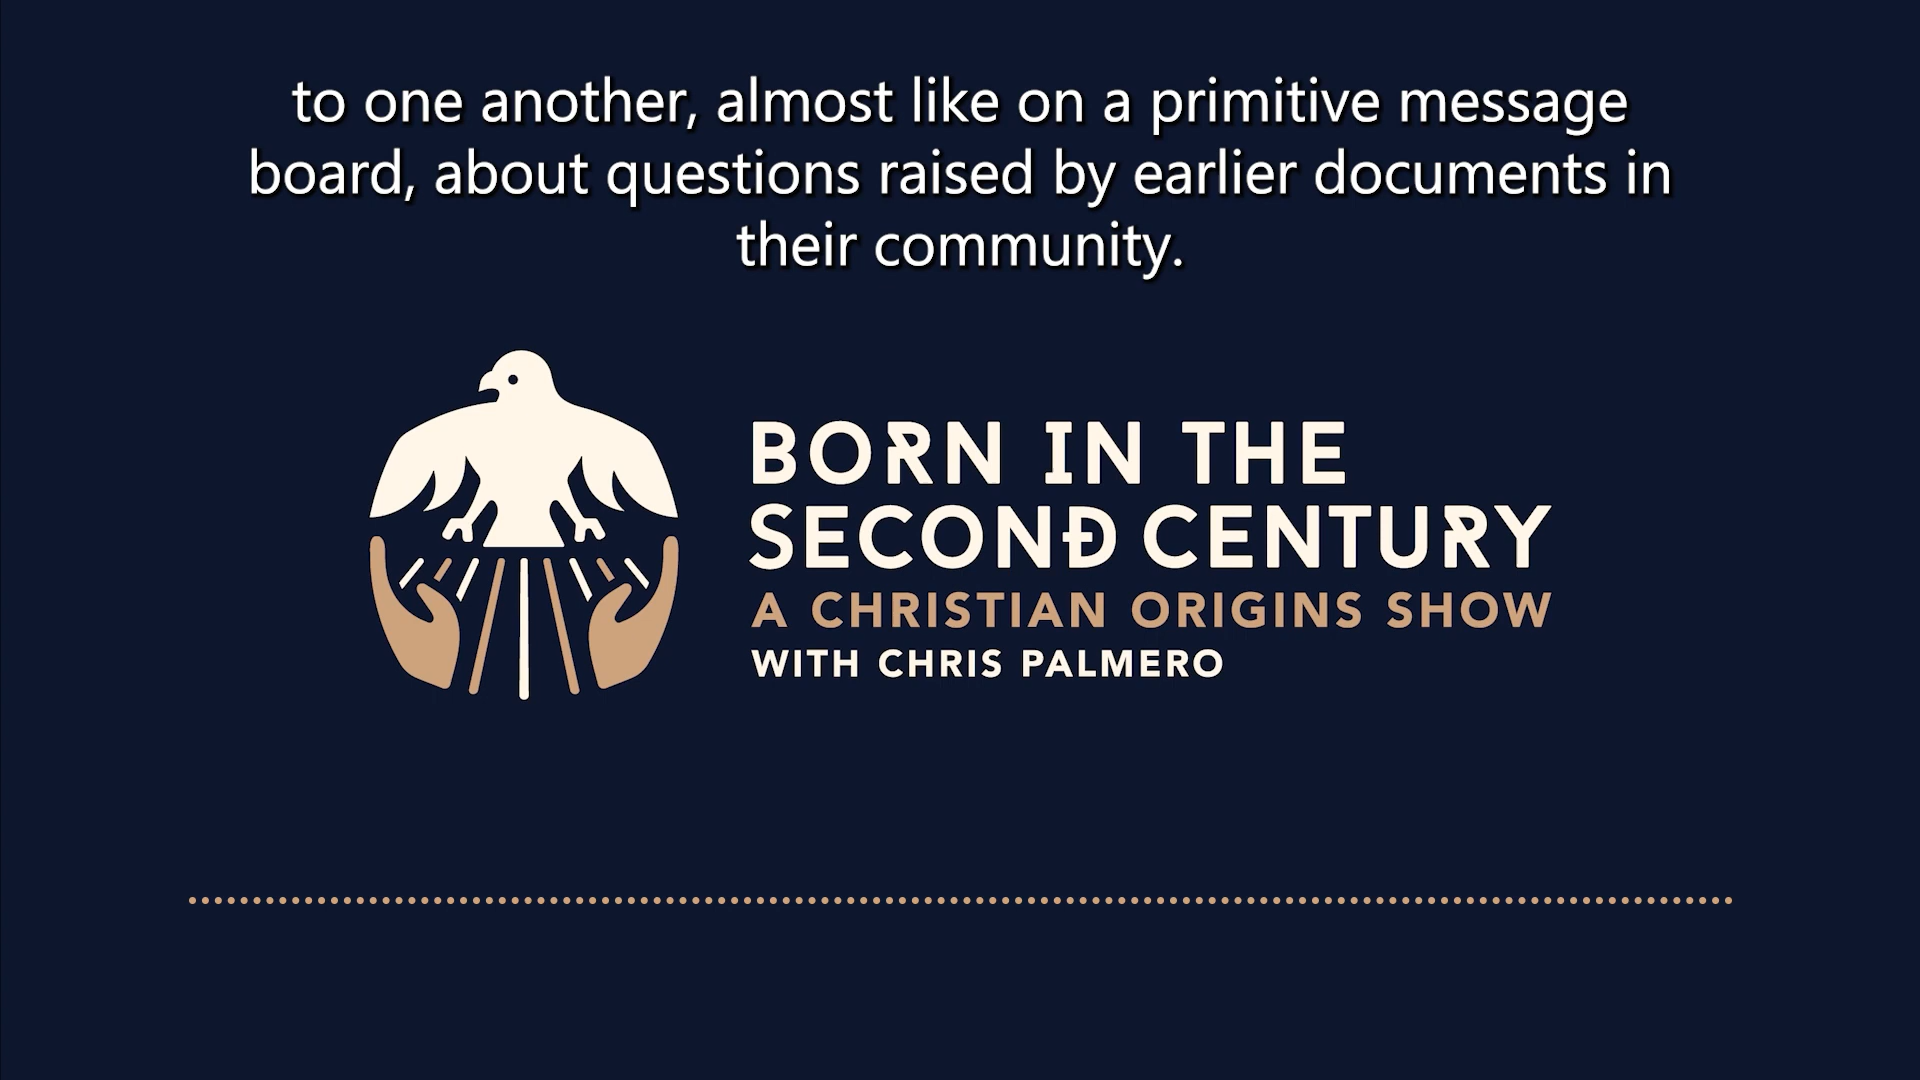 to one another, almost like on a primitive message
board, about questions raised by earlier documents in
their community.
BORN IN THE
SECOND CENTURY
A CHRISTIAN ORIGINS SHOW
WITH CHRIS PALMERO